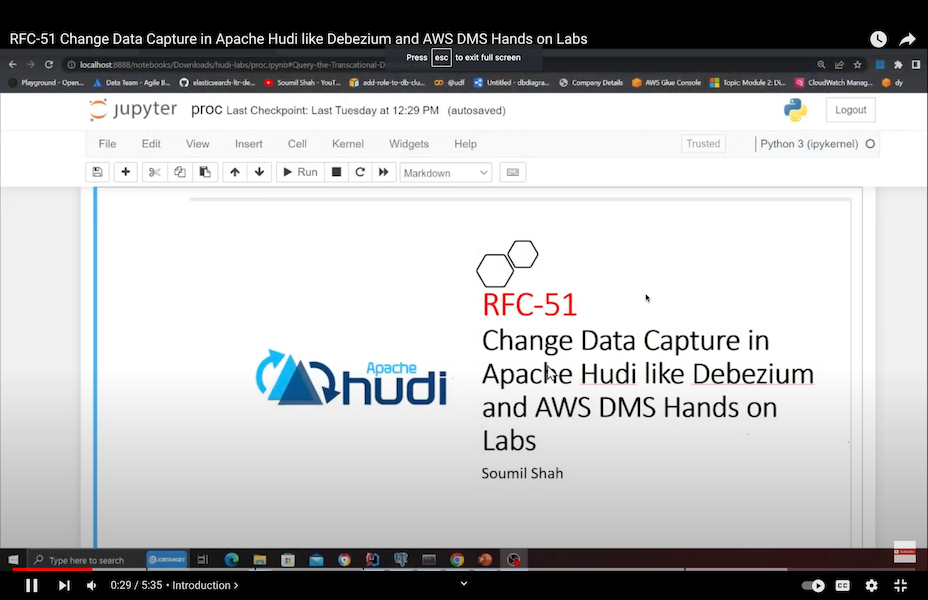 RFC-51 Change Data Capture in Apache Hudi like Debezium and AWS DMS Hands on Labs
Press esc to exit full screen
localhost:8888/notebooks/Downloads/hudi-labs/proc.ipynb#Query-the-Transcational-D
Playground - Open... Data Team - Agile B... elasticsearch-ltr-de... Soumil Shah - YouT... add-role-to-db-clu... @udf Untitled - dbdiagra... Company Details AWS Glue Console Topic Module 2: Di... CloudWatch Manag... dy
jupyter proc Last Checkpoint: Last Tuesday at 12:29 PM (autosaved) Logout
File Edit View Insert Cell Kernel Widgets Help Trusted Python 3 (ipykernel)
Run Markdown
RFC-51
Change Data Capture in
Apache Hudi like Debezium
and AWS DMS Hands on
Labs
Soumil Shah
Apache
hudi
Type here to search JOBTARGET
0:29 / 5:35 • Introduction >
CC